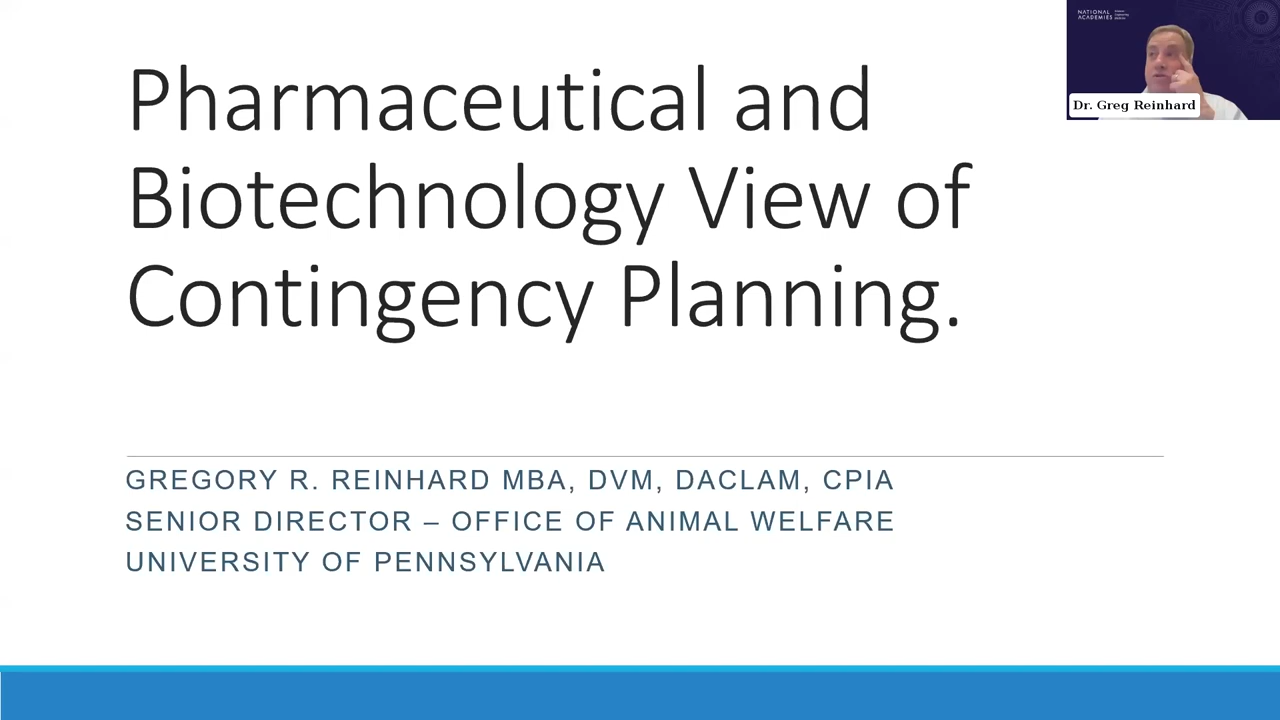 Pharmaceutical and
Biotechnology View of
Contingency Planning.
GREGORY R. REINHARD MBA, DVM, DACLAM, CPIA
SENIOR DIRECTOR – OFFICE OF ANIMAL WELFARE
UNIVERSITY OF PENNSYLVANIA
NATIONAL
ACADEMIES
Dr. Greg Reinhard